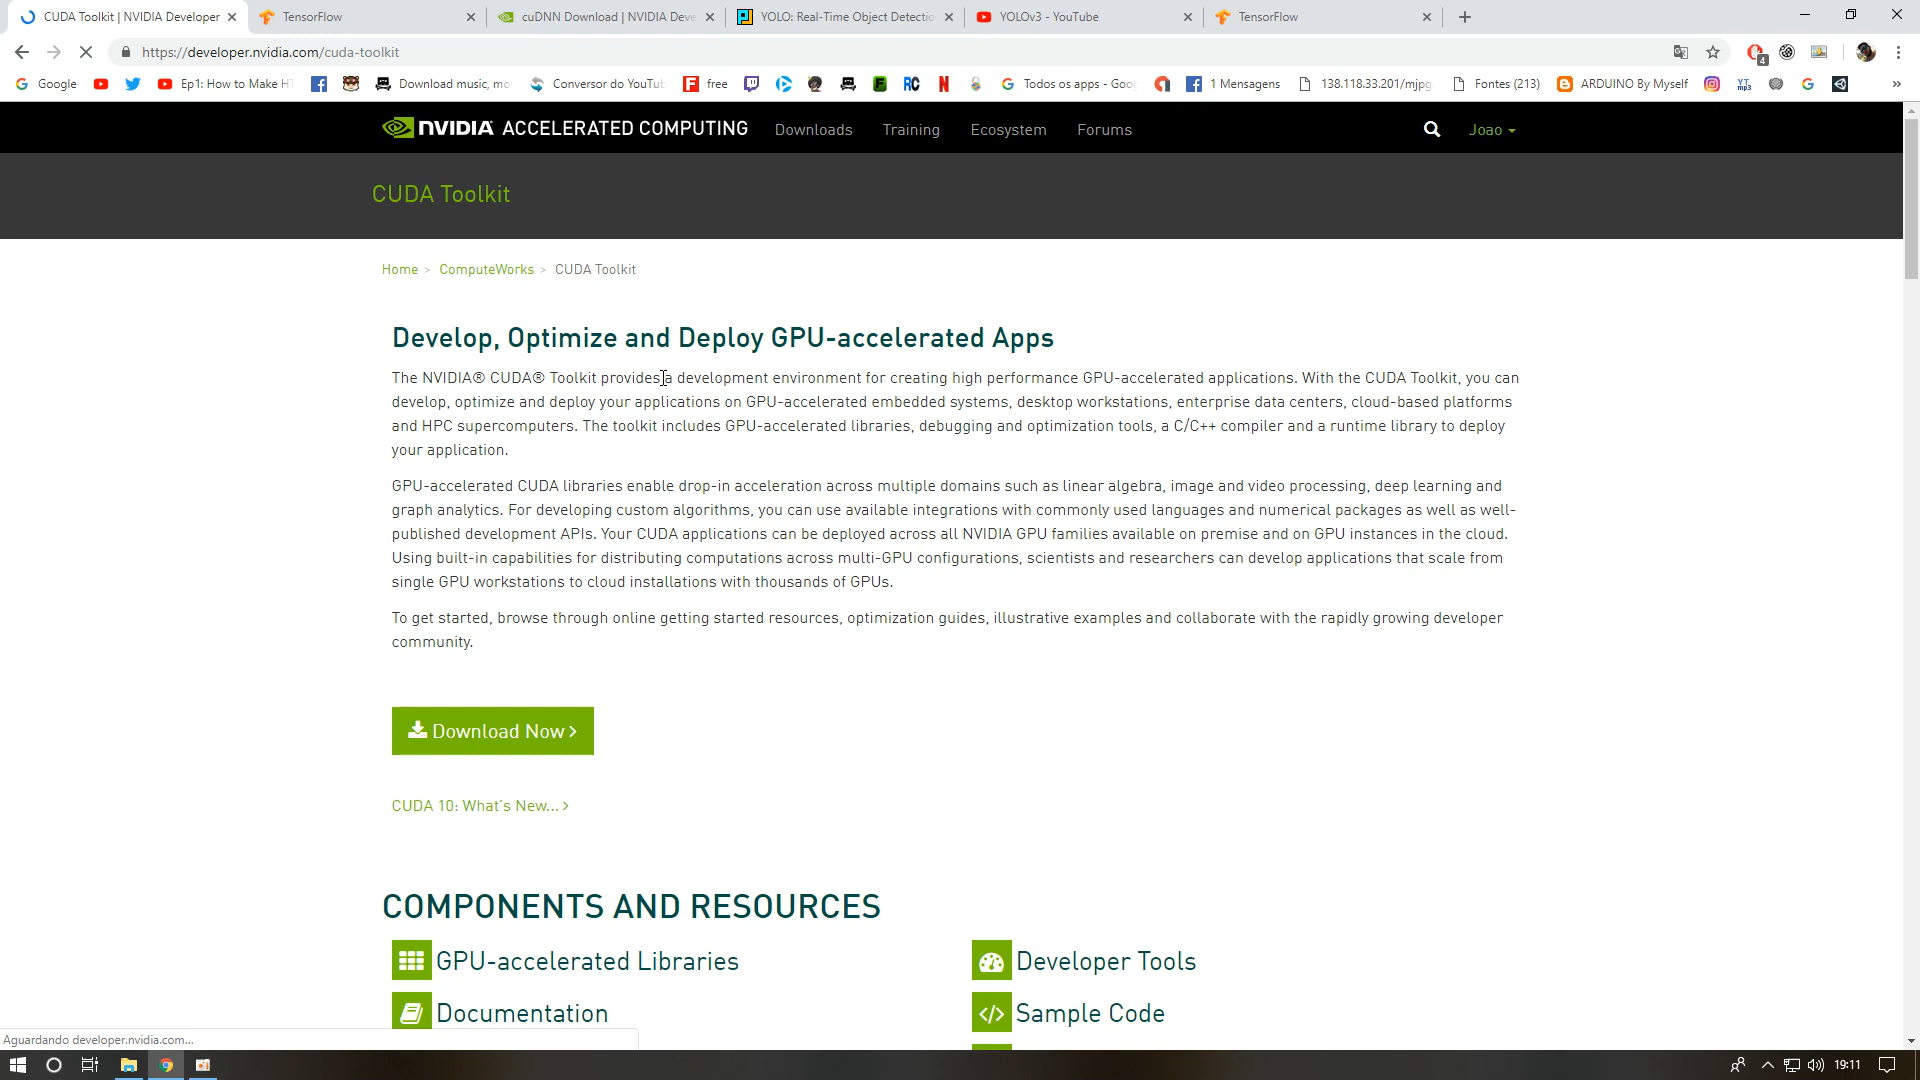 CUDA Toolkit | NVIDIA Developer
TensorFlow
cuDNN Download | NVIDIA Deve
YOLO: Real-Time Object Detectio
YOLOv3 - YouTube
TensorFlow
https://developer.nvidia.com/cuda-toolkit
4
Google
Ep1: How to Make HT
Download music, mo
Conversor do YouTub
free
RC
Todos os apps - Goog
1 Mensagens
138.118.33.201/mjpg
Fontes (213)
ARDUINO By Myself
YT mp3
»
NVIDIA ACCELERATED COMPUTING
Downloads
Training
Ecosystem
Forums
Joao
CUDA Toolkit
Home > ComputeWorks > CUDA Toolkit
Develop, Optimize and Deploy GPU-accelerated Apps
The NVIDIA® CUDA® Toolkit provides a development environment for creating high performance GPU-accelerated applications. With the CUDA Toolkit, you can
develop, optimize and deploy your applications on GPU-accelerated embedded systems, desktop workstations, enterprise data centers, cloud-based platforms
and HPC supercomputers. The toolkit includes GPU-accelerated libraries, debugging and optimization tools, a C/C++ compiler and a runtime library to deploy
your application.
GPU-accelerated CUDA libraries enable drop-in acceleration across multiple domains such as linear algebra, image and video processing, deep learning and
graph analytics. For developing custom algorithms, you can use available integrations with commonly used languages and numerical packages as well as well-
published development APIs. Your CUDA applications can be deployed across all NVIDIA GPU families available on premise and on GPU instances in the cloud.
Using built-in capabilities for distributing computations across multi-GPU configurations, scientists and researchers can develop applications that scale from
single GPU workstations to cloud installations with thousands of GPUs.
To get started, browse through online getting started resources, optimization guides, illustrative examples and collaborate with the rapidly growing developer
community.
Download Now >
CUDA 10: What's New... >
COMPONENTS AND RESOURCES
GPU-accelerated Libraries
Developer Tools
Documentation
Sample Code
Aguardando developer.nvidia.com...
19:11